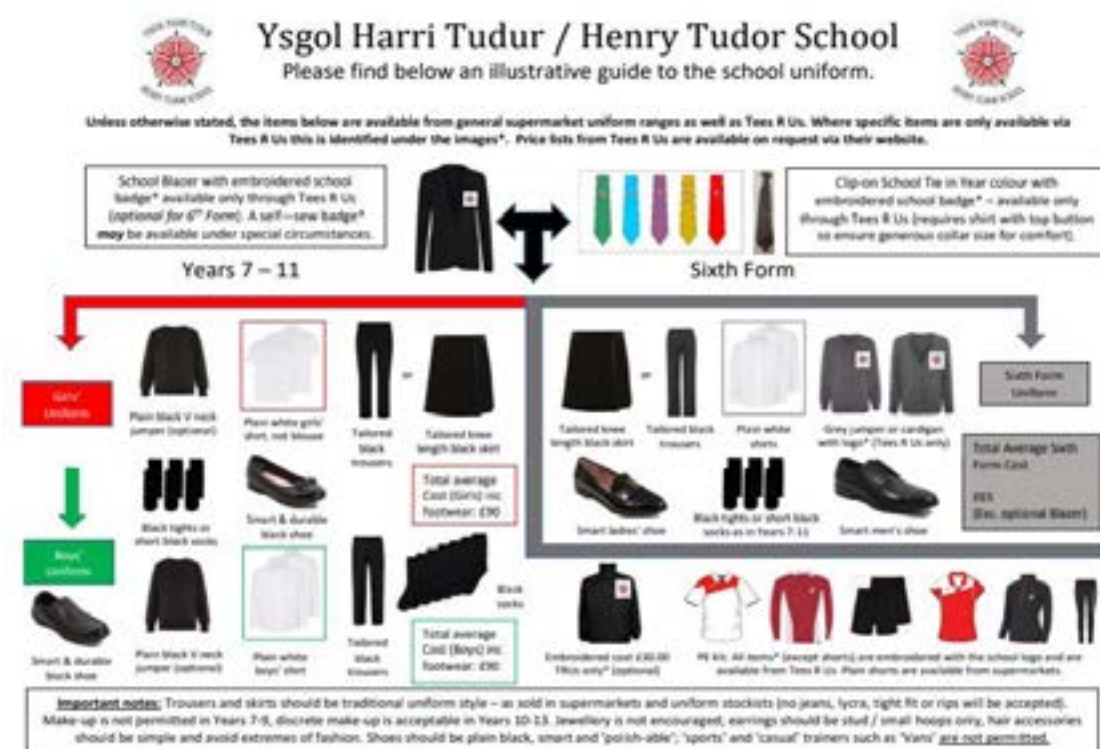 Ysgol Harri Tudur / Henry Tudor School
Please find below an illustrative guide to the school uniform.
Unless otherwise stated, the items below are available from general supermarket uniform ranges as well as Tees R Us. Where specific items are only available via
Tees R Us this is identified under the images*. Price lists from Tees R Us are available on request via their website.
School Blazer with embroidered school
badge* available only through Tees R Us
(optional for 6th Form). A self—sew badge*
may be available under special circumstances.
Clip-on School Tie in Year colour with
embroidered school badge* – available only
through Tees R Us (requires shirt with top button
so ensure generous collar size for comfort).
Years 7 – 11
Sixth Form
Girls'
Uniform
Plain black V neck
jumper (optional)
Plain white girls'
shirt, not blouse
Tailored
black
trousers
or
Tailored knee
length black skirt
Black tights or
short black socks
Smart & durable
black shoe
Total average
Cost (Girls) inc
footwear: £90
Tailored knee
length black skirt
or
Tailored black
trousers
Plain white
shirts
Grey jumper or cardigan
with logo* (Tees R Us only)
Sixth Form
Uniform
Smart ladies' shoe
Black tights or short black
socks as in Years 7-11
Smart men's shoe
Total Average Sixth
Form Cost
(Exc. optional Blazer)
Boys'
Uniform
Smart & durable
black shoe
Plain black V neck
jumper (optional)
Plain white
boys' shirt
Tailored
black
trousers
Black
socks
Total average
Cost (Boys) inc
footwear: £90
Embroidered coat £30.00
only* (optional)
PE kit: All items* (except shorts) are embroidered with the school logo and are
available from Tees R Us. Plain shorts are available from supermarkets.
Important notes: Trousers and skirts should be traditional uniform style – as sold in supermarkets and uniform stockists (no jeans, lycra, tight fit or rips will be accepted).
Make-up is not permitted in Years 7-9, discrete make-up is acceptable in Years 10-13. Jewellery is not encouraged; earrings should be stud / small hoops only, hair accessories
should be simple and avoid extremes of fashion. Shoes should be plain black, smart and 'polish-able'; 'sports' and 'casual' trainers such as 'Vans' are not permitted.